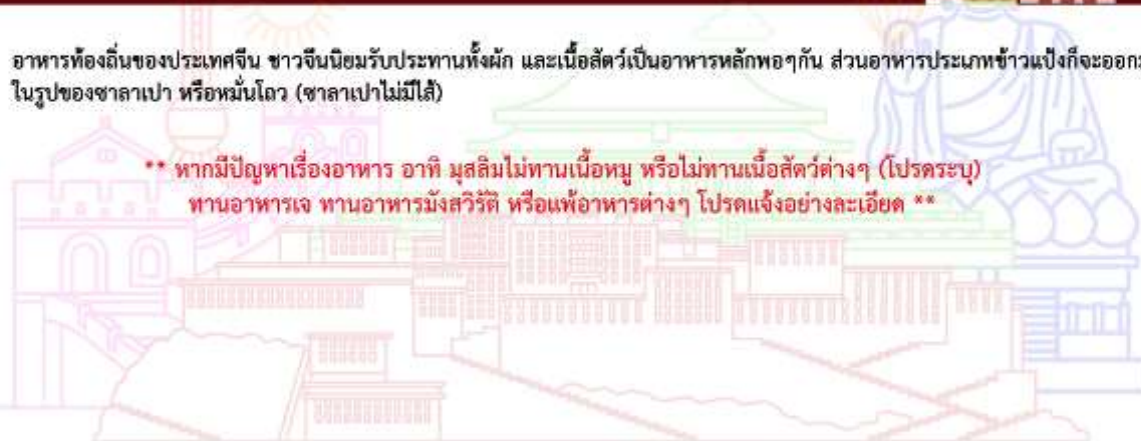 อาหารท้องถิ่นของประเทศจีน ชาวจีนนิยมรับประทานทั้งผัก และเนื้อสัตว์เป็นอาหารหลักพอๆกัน ส่วนอาหารประเภทข้าวแป้งก็จะออก
ในรูปของซาลาเปา หรือหมั่นโถว (ซาลาเปาไม่มีไส้)
** หากมีปัญหาเรื่องอาหาร อาทิ มุสลิมไม่ทานเนื้อหมู หรือไม่ทานเนื้อสัตว์ต่างๆ (โปรดระบุ)
ทานอาหารเจ ทานอาหารมังสวิรัติ หรือแพ้อาหารต่างๆ โปรดแจ้งอย่างละเอียด **